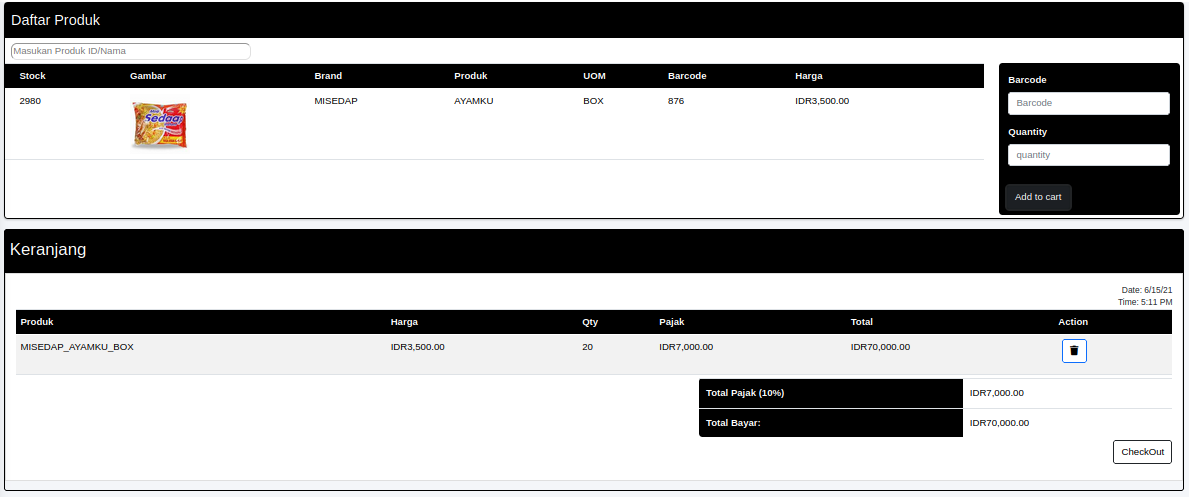 Daftar Produk
Masukan Produk ID/Nama
Stock Gambar Brand Produk UOM Barcode Harga
2980 Sedaap MISEDAP AYAMKU BOX 876 IDR3,500.00
Barcode
Barcode
Quantity
quantity
Add to cart
Keranjang
Date: 6/15/21
Time: 5:11 PM
Produk Harga Qty Pajak Total Action
MISEDAP_AYAMKU_BOX IDR3,500.00 20 IDR7,000.00 IDR70,000.00
Total Pajak (10%) IDR7,000.00
Total Bayar: IDR70,000.00
CheckOut